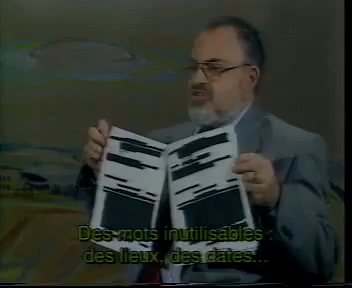 Des mots inutilisables :
des lieux, des dates...